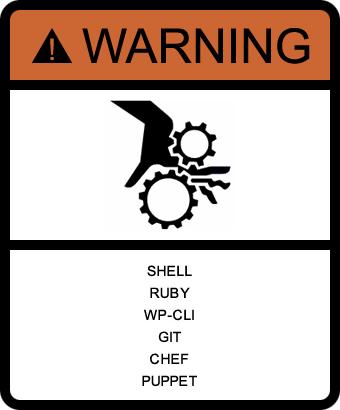 WARNING
SHELL
RUBY
WP-CLI
GIT
CHEF
PUPPET